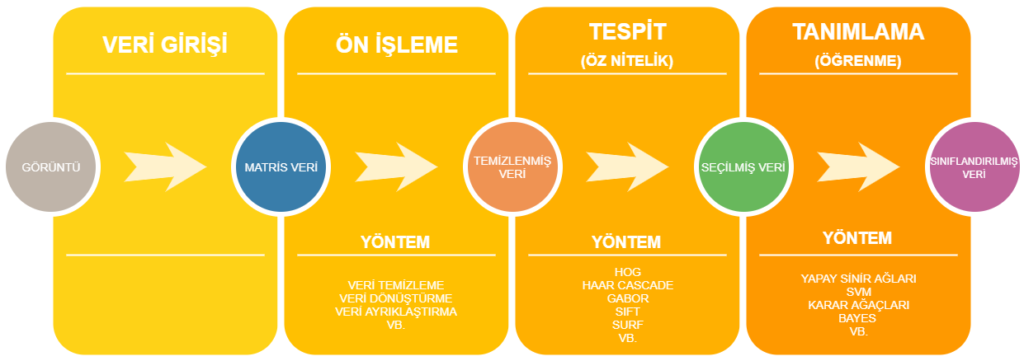 VERİ GİRİŞİ
ÖN İŞLEME
TESPİT
(ÖZ NİTELİK)
TANIMLAMA
(ÖĞRENME)
GÖRÜNTÜ
MATRİS VERİ
TEMİZLENMİŞ
VERİ
SEÇİLMİŞ VERİ
SINIFLANDIRILMIŞ
VERİ
YÖNTEM
VERİ TEMİZLEME
VERİ DÖNÜŞTÜRME
VERİ AYRIKLAŞTIRMA
VB.
YÖNTEM
HOG
HAAR CASCADE
GABOR
SIFT
SURF
VB.
YÖNTEM
YAPAY SİNİR AĞLARI
SVM
KARAR AĞAÇLARI
BAYES
VB.